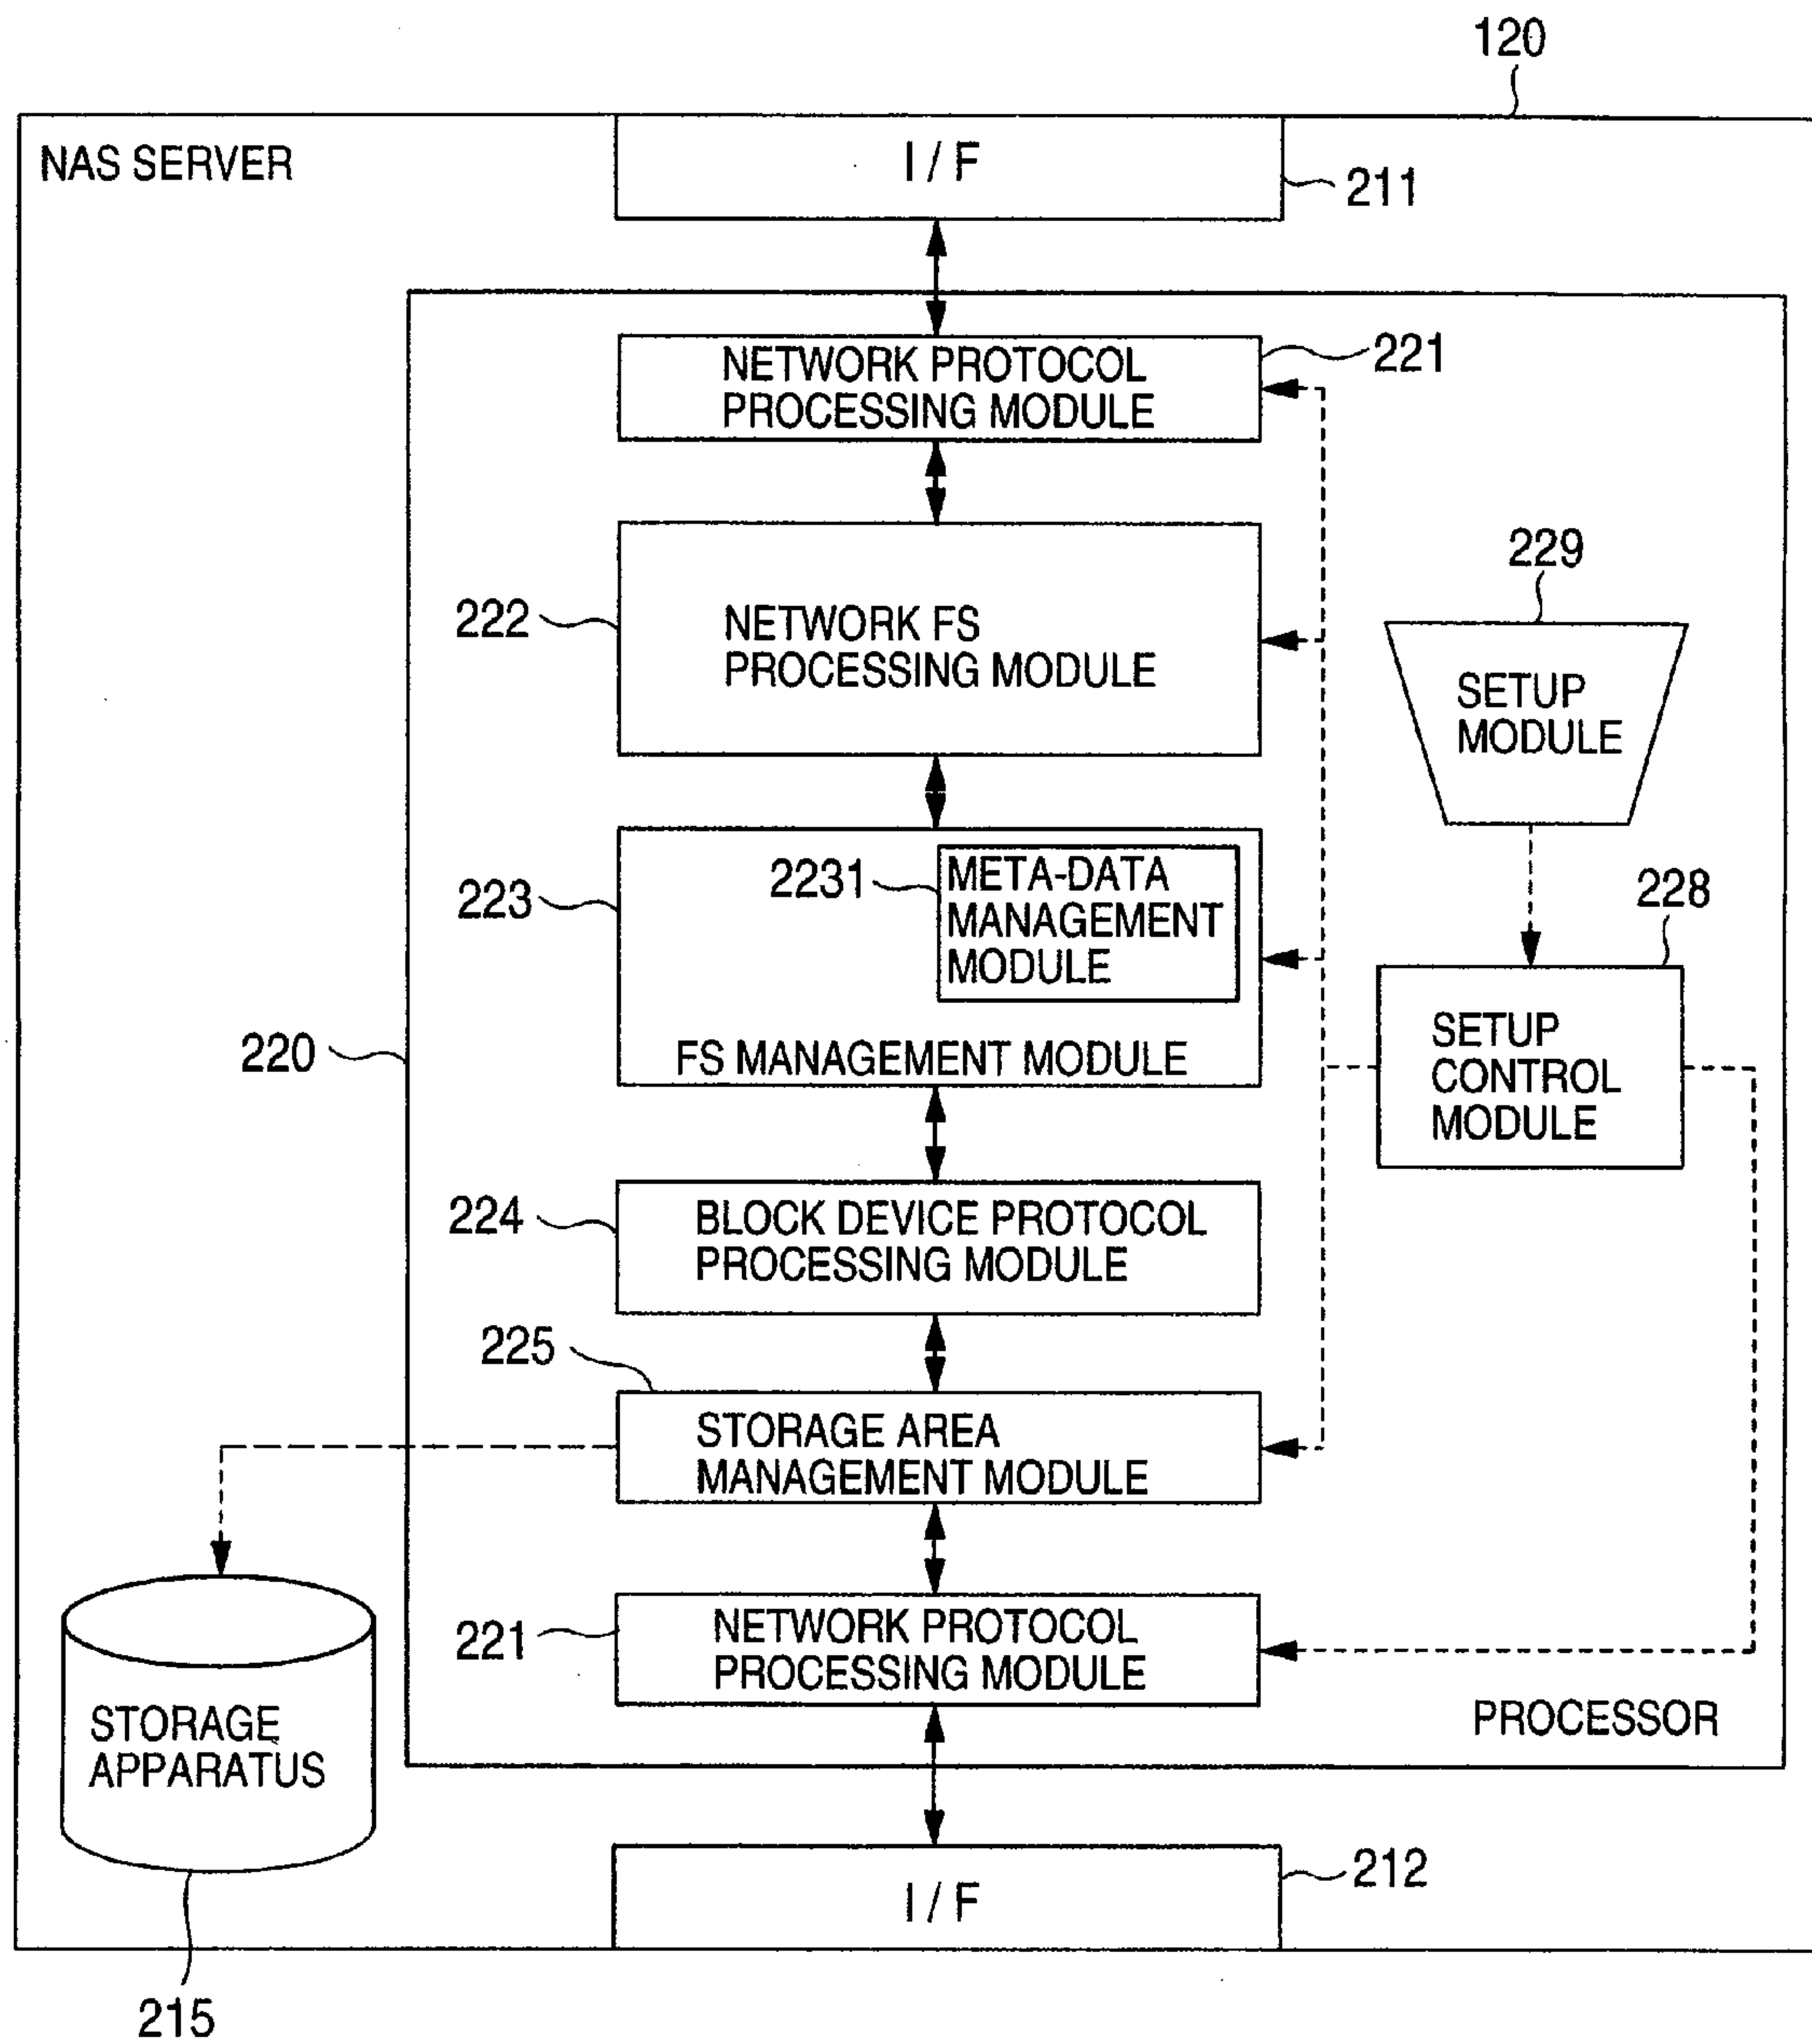 120
NAS SERVER
I / F
211
NETWORK PROTOCOL
PROCESSING MODULE
221
222
NETWORK FS
PROCESSING MODULE
229
SETUP
MODULE
223
2231
META-DATA
MANAGEMENT
MODULE
FS MANAGEMENT MODULE
228
SETUP
CONTROL
MODULE
220
224
BLOCK DEVICE PROTOCOL
PROCESSING MODULE
225
STORAGE AREA
MANAGEMENT MODULE
221
NETWORK PROTOCOL
PROCESSING MODULE
PROCESSOR
STORAGE
APPARATUS
215
I / F
212